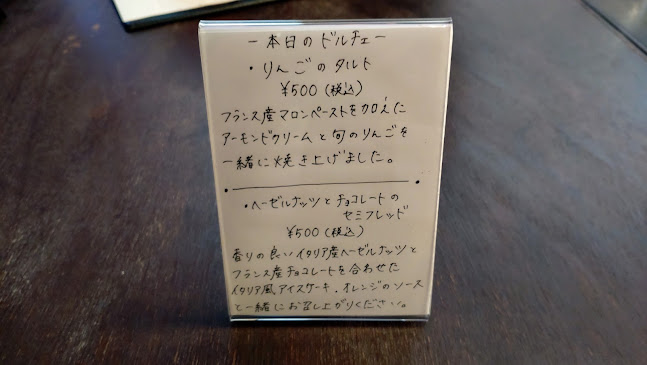 ー本日のドルチェー
・りんごのタルト
¥500(税込)
フランス産マロンペーストを加えた
アーモンドクリームと旬のりんごを
一緒に焼き上げました。
・ヘーゼルナッツとチョコレートの
セミフレッド
¥500(税込)
香りの良いイタリア産ヘーゼルナッツと
フランス産チョコレートを合わせた
イタリア風アイスケーキ.オレンジのソース
と一緒にお召し上がりください。